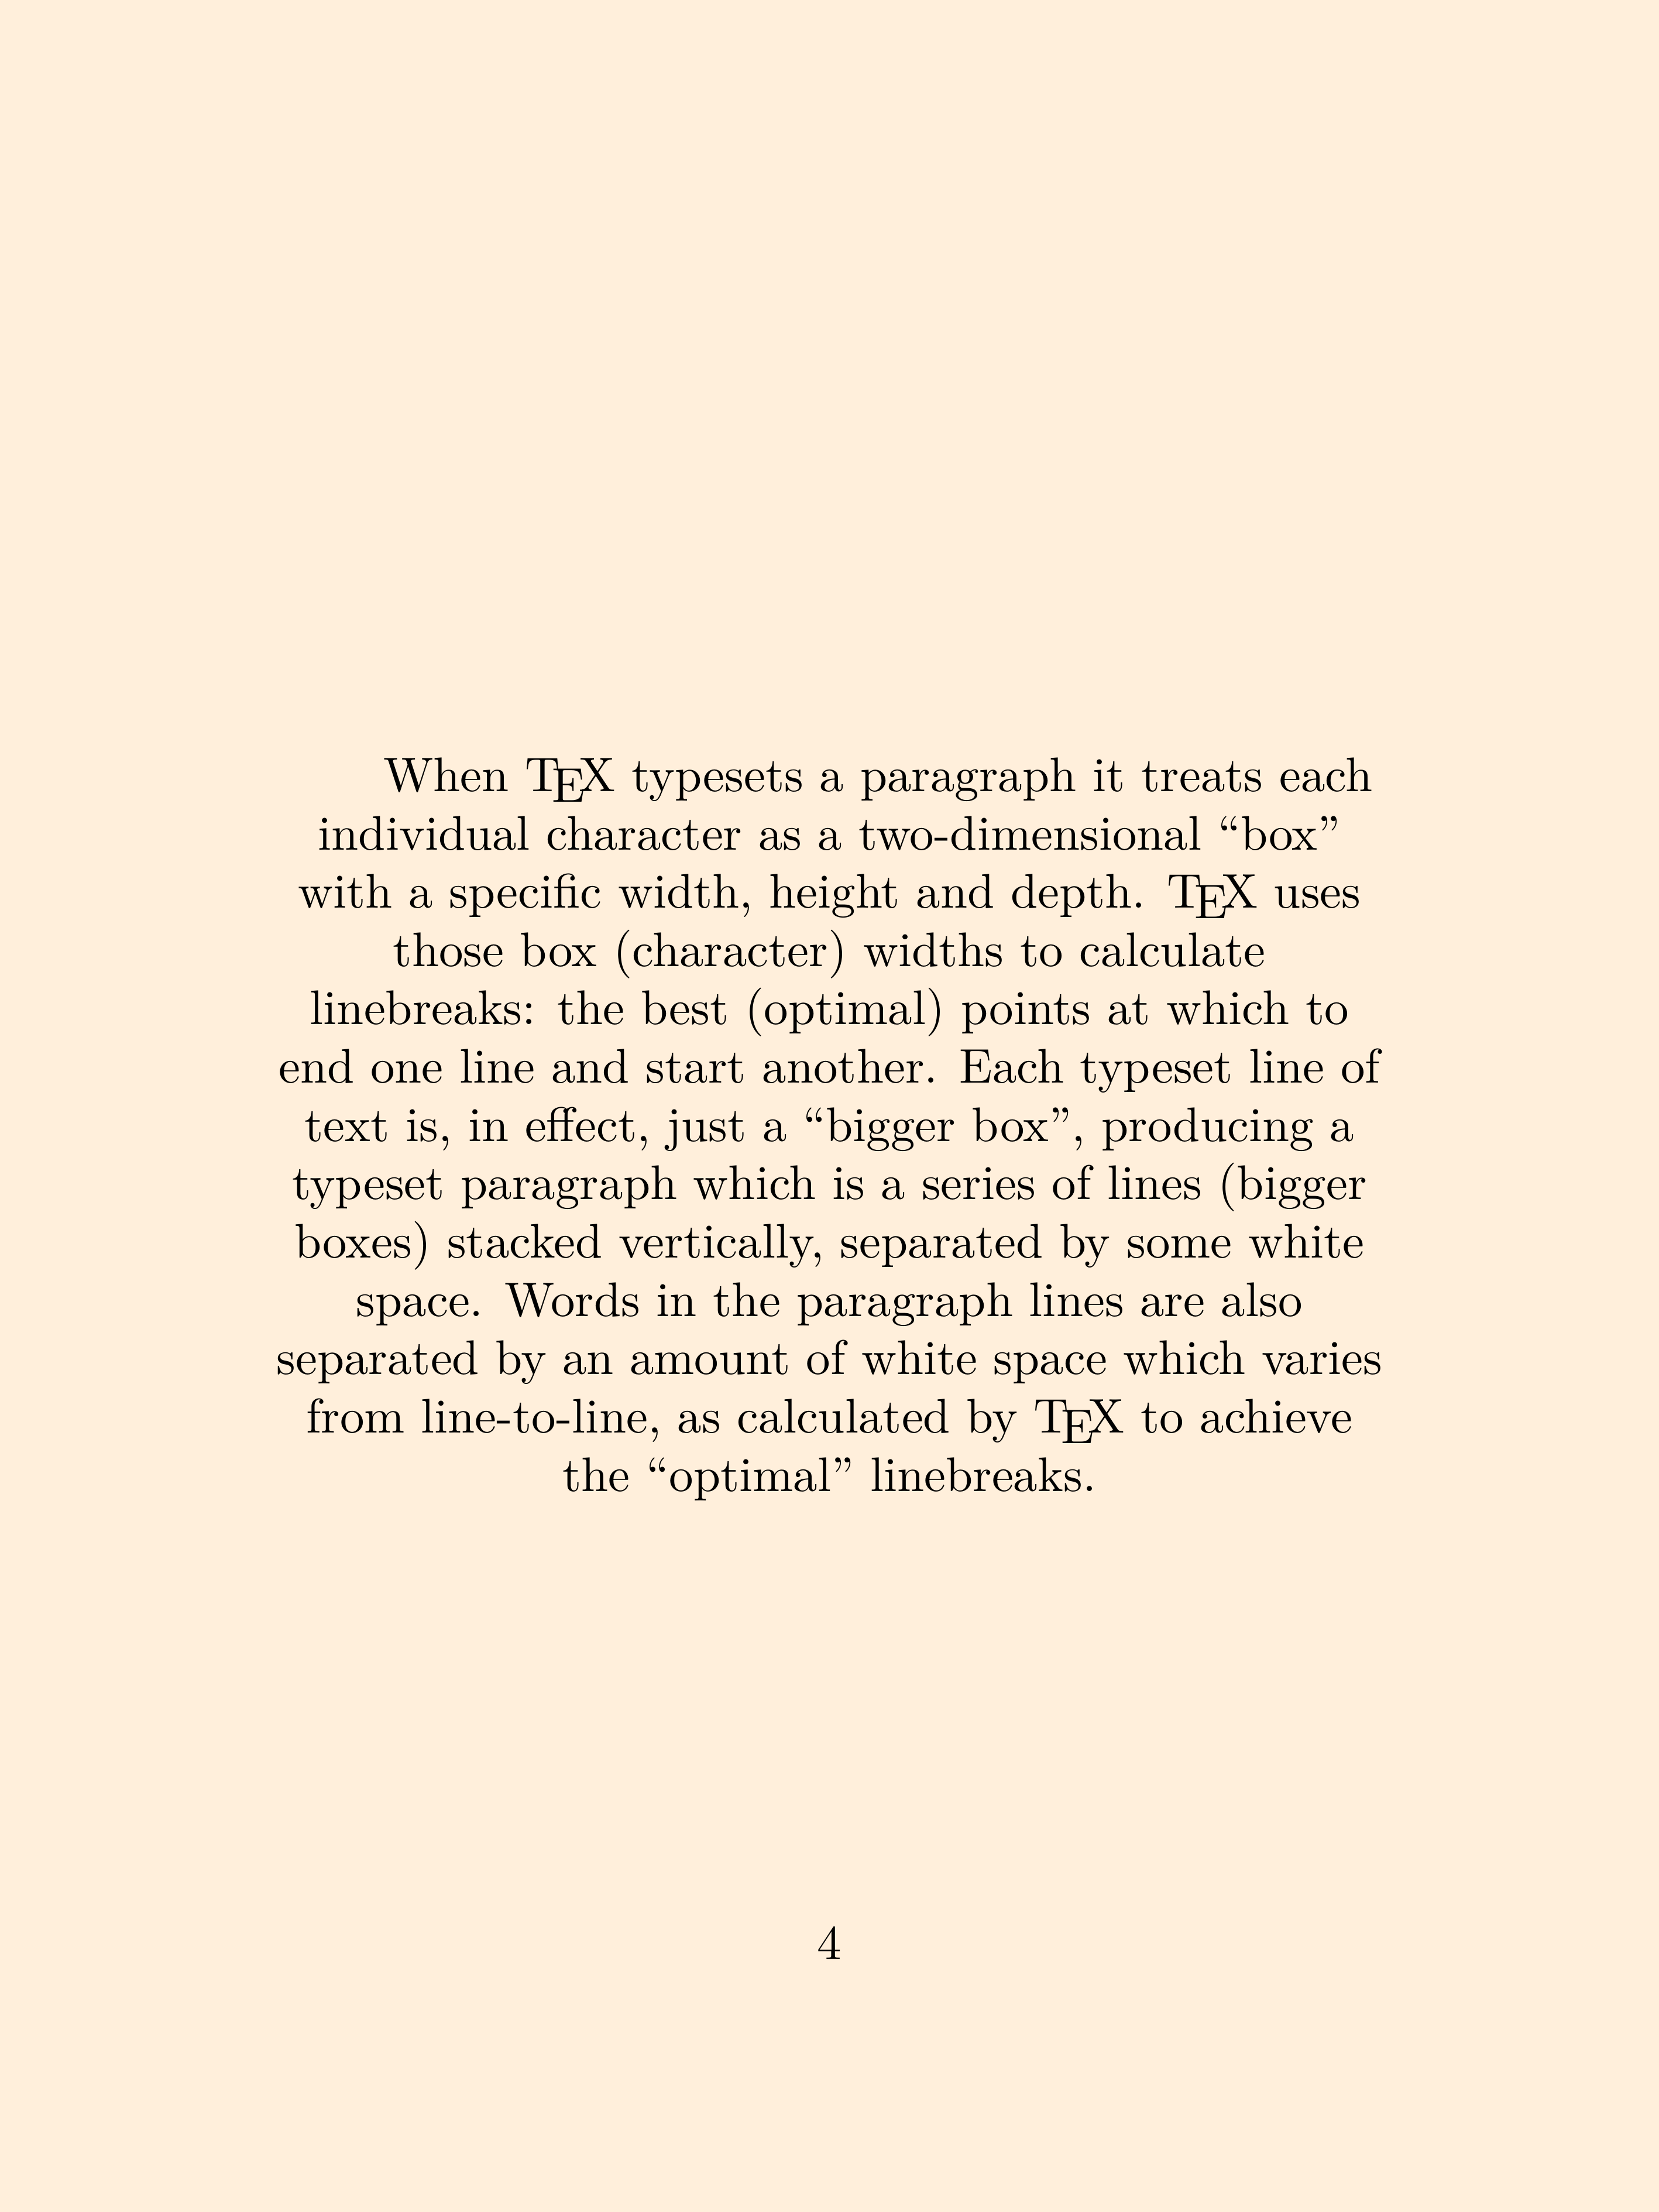 When TEX typesets a paragraph it treats each
individual character as a two-dimensional “box”
with a specific width, height and depth. TEX uses
those box (character) widths to calculate
linebreaks: the best (optimal) points at which to
end one line and start another. Each typeset line of
text is, in effect, just a “bigger box”, producing a
typeset paragraph which is a series of lines (bigger
boxes) stacked vertically, separated by some white
space. Words in the paragraph lines are also
separated by an amount of white space which varies
from line-to-line, as calculated by TEX to achieve
the “optimal” linebreaks.
4